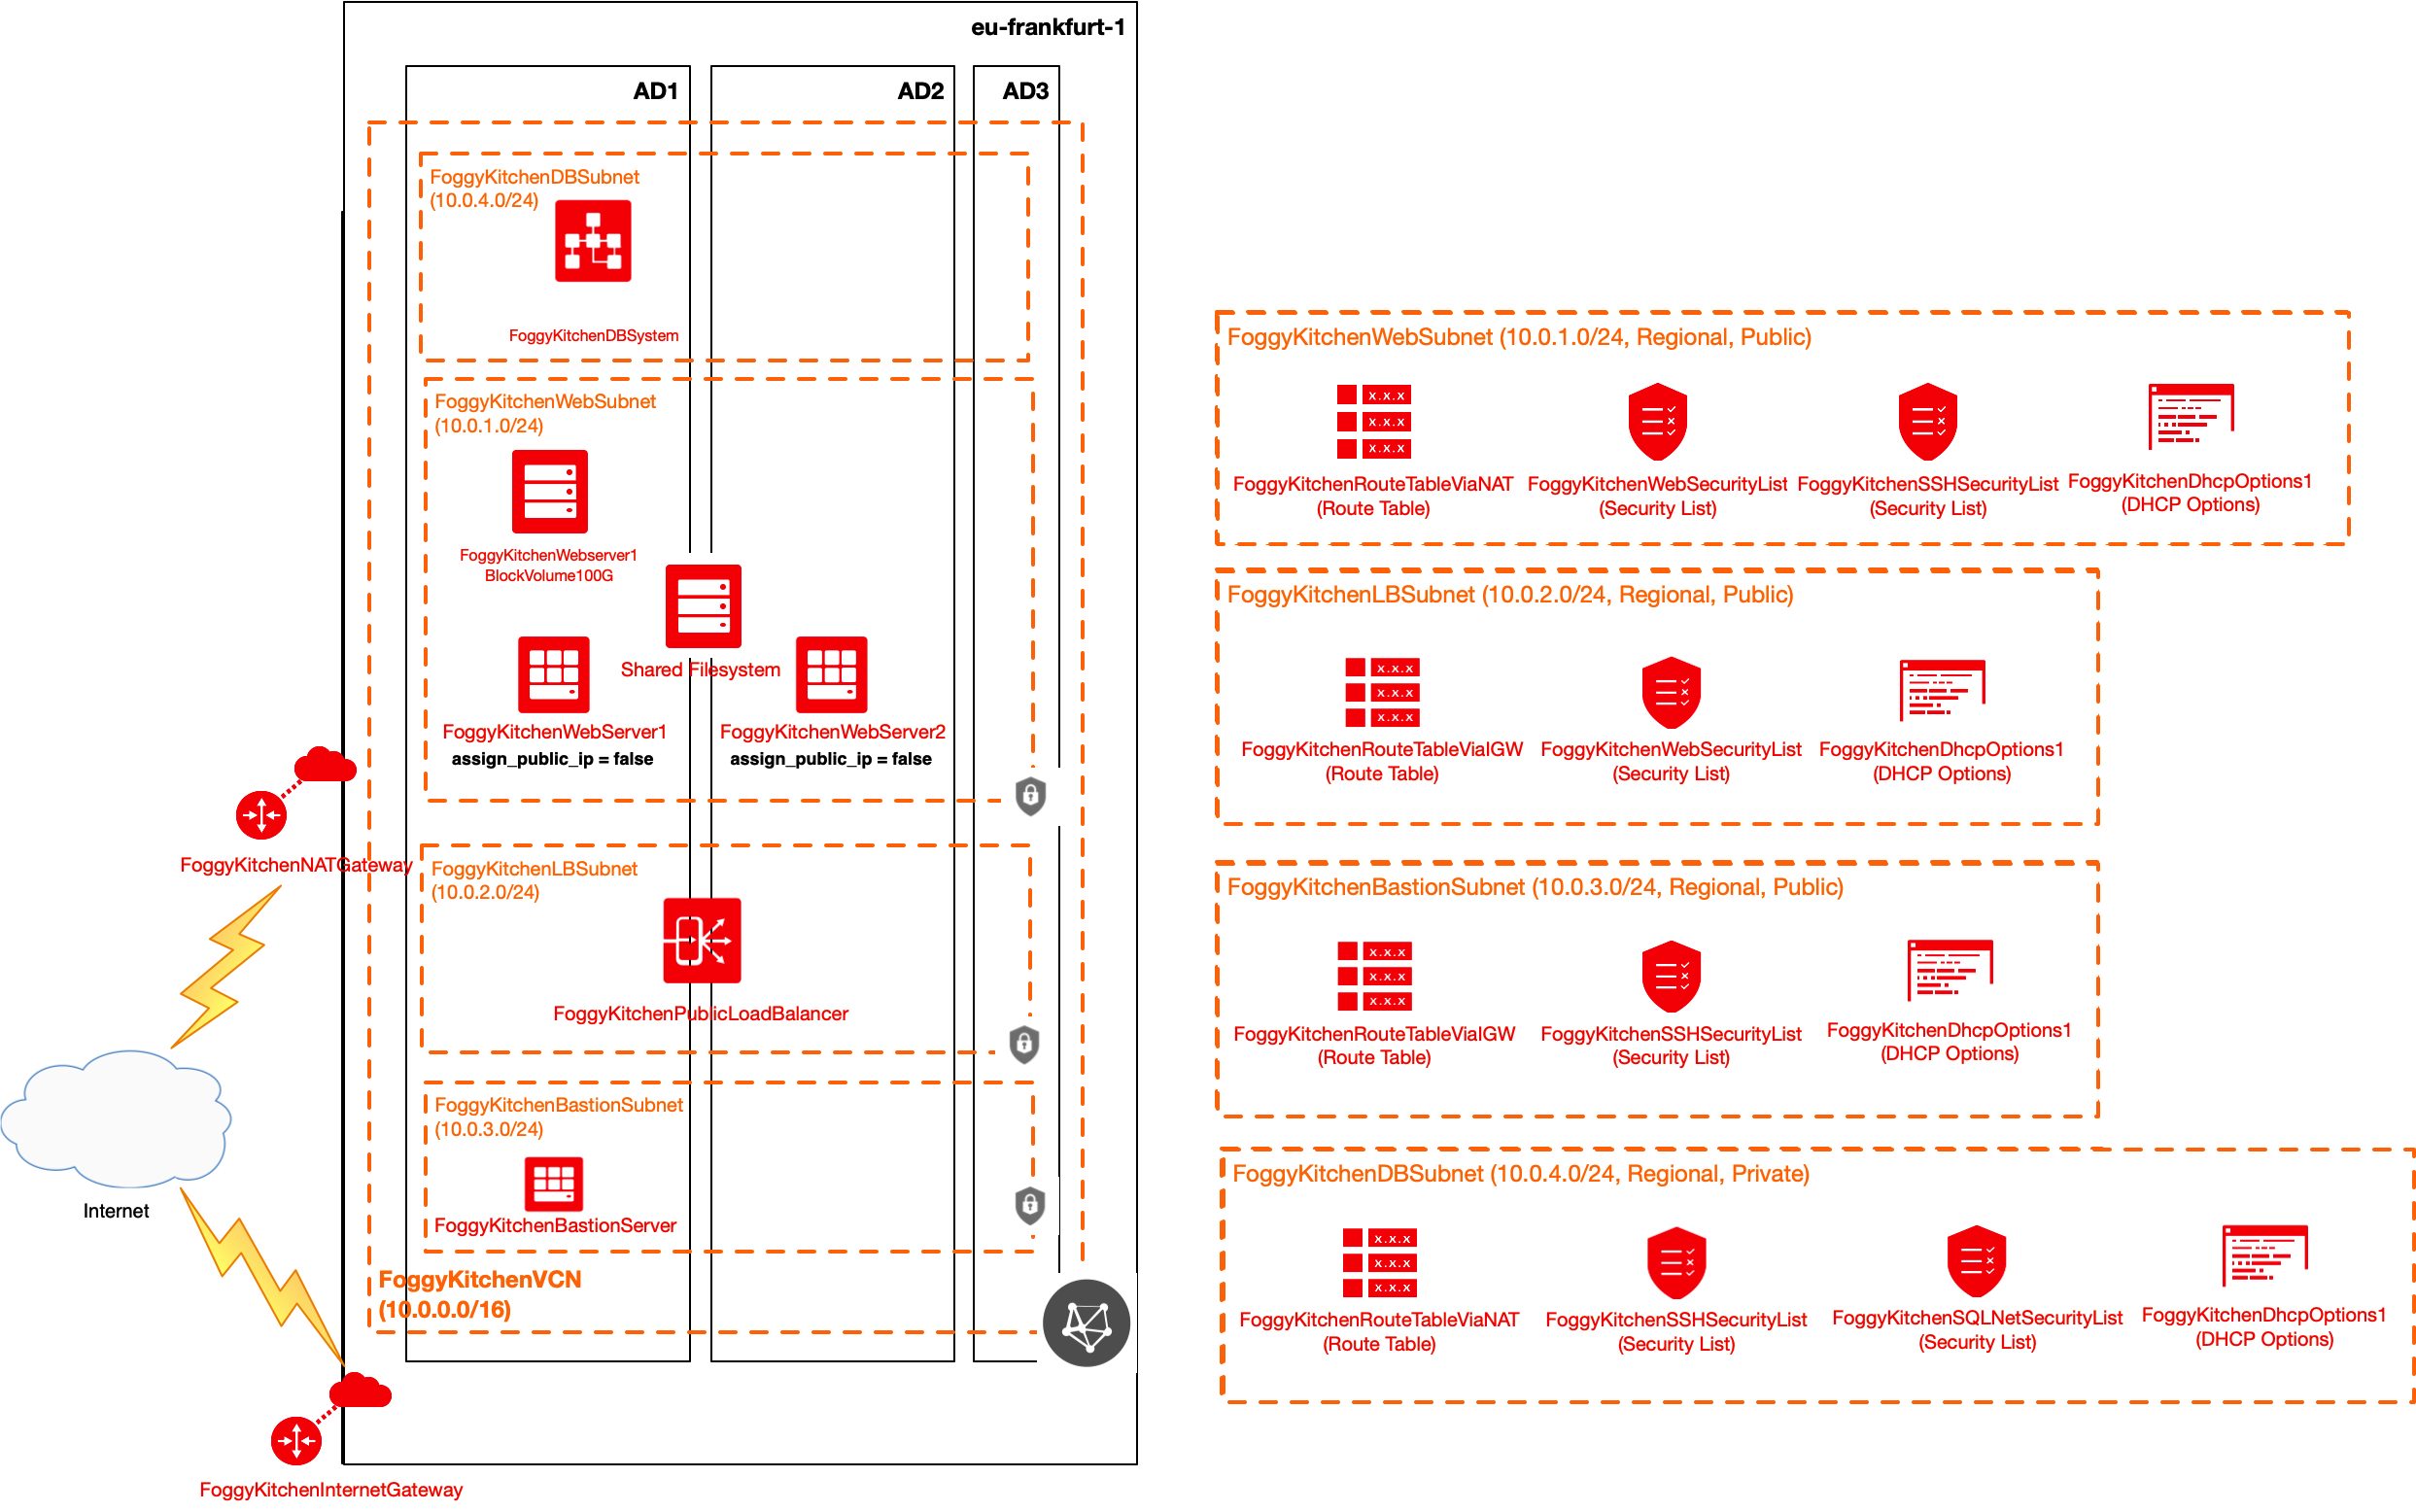 eu-frankfurt-1
AD1
AD2
AD3
FoggyKitchenDBSubnet
(10.0.4.0/24)
FoggyKitchenDBSystem
FoggyKitchenWebSubnet
(10.0.1.0/24)
FoggyKitchenWebserver1
BlockVolume100G
Shared Filesystem
FoggyKitchenWebServer1
assign_public_ip = false
FoggyKitchenWebServer2
assign_public_ip = false
FoggyKitchenNATGateway
FoggyKitchenLBSubnet
(10.0.2.0/24)
FoggyKitchenPublicLoadBalancer
FoggyKitchenBastionSubnet
(10.0.3.0/24)
FoggyKitchenBastionServer
Internet
FoggyKitchenVCN
(10.0.0.0/16)
FoggyKitchenInternetGateway
FoggyKitchenWebSubnet (10.0.1.0/24, Regional, Public)
x.x.x
x.x.x
x.x.x
FoggyKitchenRouteTableViaNAT
(Route Table)
FoggyKitchenWebSecurityList
(Security List)
FoggyKitchenSSHSecurityList
(Security List)
FoggyKitchenDhcpOptions1
(DHCP Options)
FoggyKitchenLBSubnet (10.0.2.0/24, Regional, Public)
x.x.x
x.x.x
x.x.x
FoggyKitchenRouteTableViaIGW
(Route Table)
FoggyKitchenWebSecurityList
(Security List)
FoggyKitchenDhcpOptions1
(DHCP Options)
FoggyKitchenBastionSubnet (10.0.3.0/24, Regional, Public)
x.x.x
x.x.x
x.x.x
FoggyKitchenRouteTableViaIGW
(Route Table)
FoggyKitchenSSHSecurityList
(Security List)
FoggyKitchenDhcpOptions1
(DHCP Options)
FoggyKitchenDBSubnet (10.0.4.0/24, Regional, Private)
x.x.x
x.x.x
x.x.x
FoggyKitchenRouteTableViaNAT
(Route Table)
FoggyKitchenSSHSecurityList
(Security List)
FoggyKitchenSQLNetSecurityList
(Security List)
FoggyKitchenDhcpOptions1
(DHCP Options)